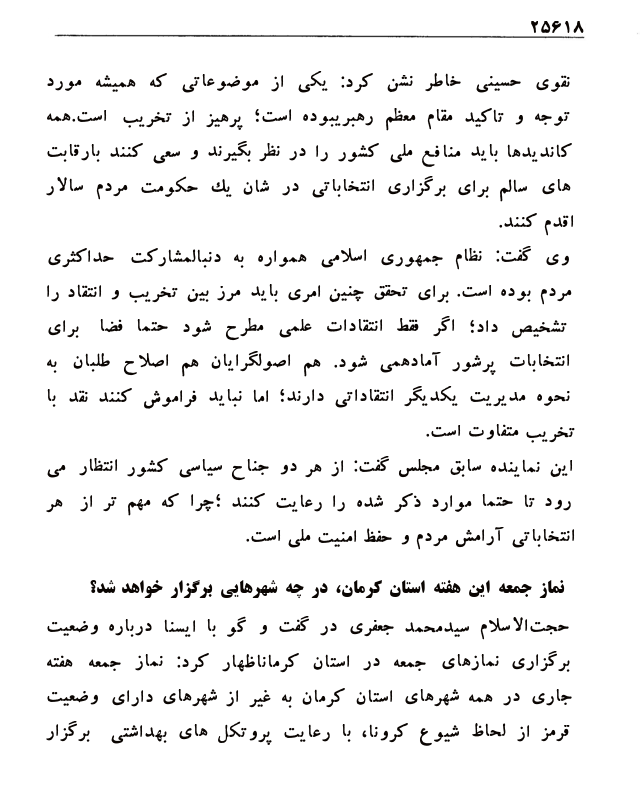 ۲۵۶۱۸
نقوی حسینی خاطر نشن کرد: یکی از موضوعاتی که همیشه مورد
توجه و تاکید مقام معظم رهبریبوده است؛ پرهیز از تخریب است.همه
کاندیدها باید منافع ملی کشور را در نظر بگیرند و سعی کنند بارقابت
های سالم برای برگزاری انتخاباتی در شان یك حکومت مردم سالار
اقدم کنند.
وی گفت: نظام جمهوری اسلامی همواره به دنبالمشارکت حداکثری
مردم بوده است. برای تحقق چنین امری باید مرز بین تخریب و انتقاد را
تشخیص داد؛ اگر فقط انتقادات علمی مطرح شود حتما فضا برای
انتخابات پرشور آمادهمی شود. هم اصولگرایان هم اصلاح طلبان به
نحوه مدیریت یکدیگر انتقاداتی دارند؛ اما نباید فراموش کنند نقد با
تخریب متفاوت است.
این نماینده سابق مجلس گفت: از هر دو جناح سیاسی کشور انتظار می
رود تا حتما موارد ذکر شده را رعایت کنند ؛چرا که مهم تر از هر
انتخاباتی آرامش مردم و حفظ امنیت ملی است.
نماز جمعه این هفته استان کرمان، در چه شهرهایی برگزار خواهد شد؟
حجت‌الاسلام سیدمحمد جعفری در گفت و گو با ایسنا درباره وضعیت
برگزاری نمازهای جمعه در استان کرماناظهار کرد: نماز جمعه هفته
جاری در همه شهرهای استان کرمان به غیر از شهرهای دارای وضعیت
قرمز از لحاظ شیوع کرونا، با رعایت پروتکل های بهداشتی برگزار